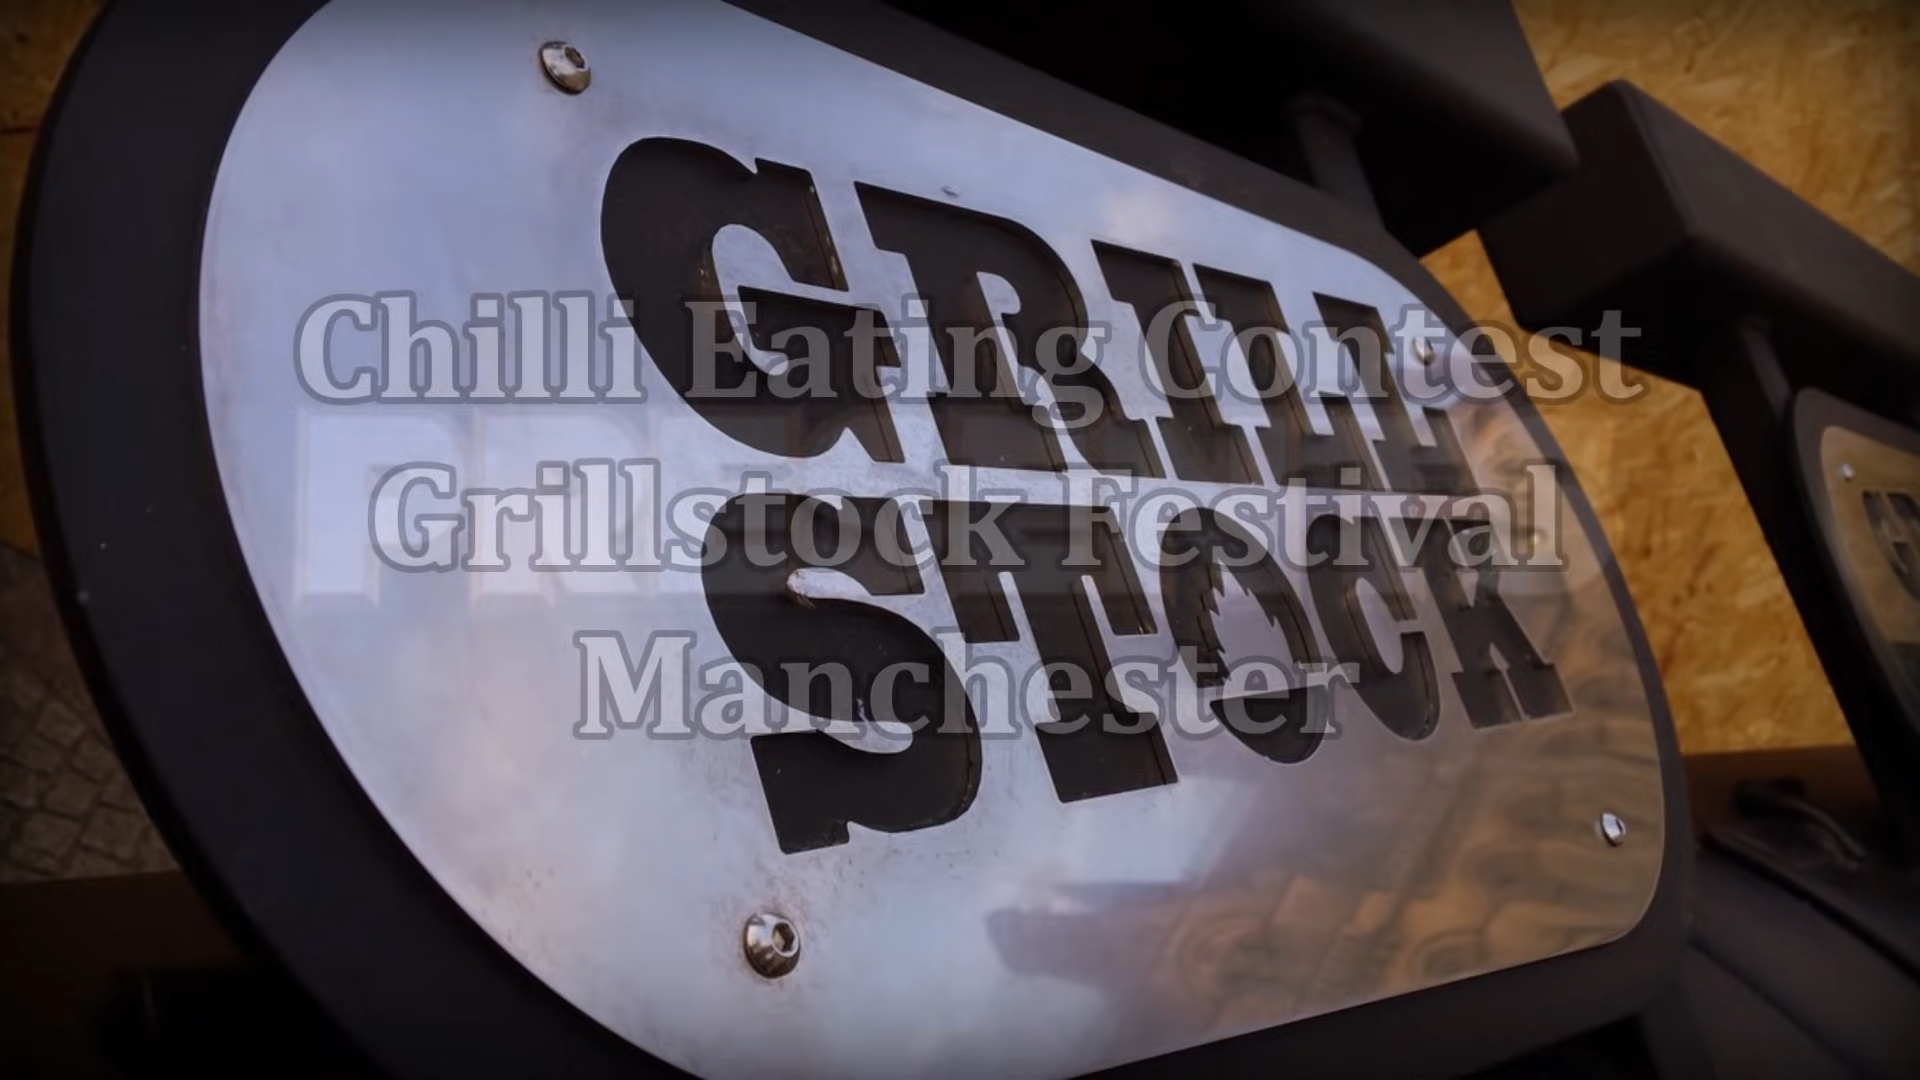 GRILL
STOCK
Chilli Eating Contest
Grillstock Festival
Manchester